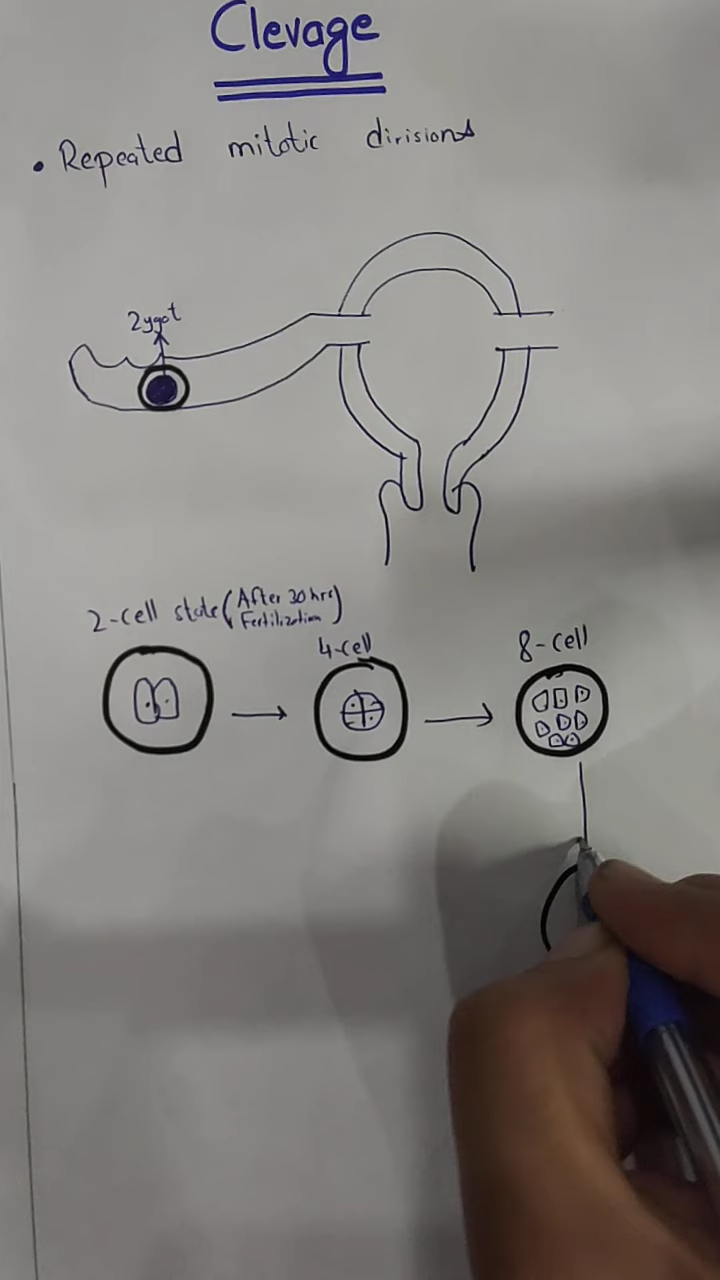 Clevage
• Repeated mitotic divisions
Zygot
2-cell state (After 30 hrs
Fertilization)
4-cell
8-cell